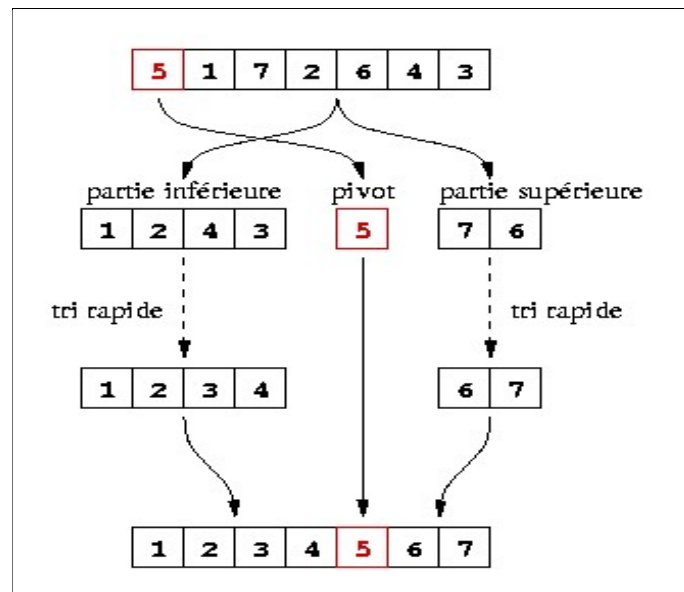 5 1 7 2 6 4 3
partie inférieure pivot partie supérieure
1 2 4 3 5 7 6
tri rapide tri rapide
1 2 3 4 6 7
1 2 3 4 5 6 7